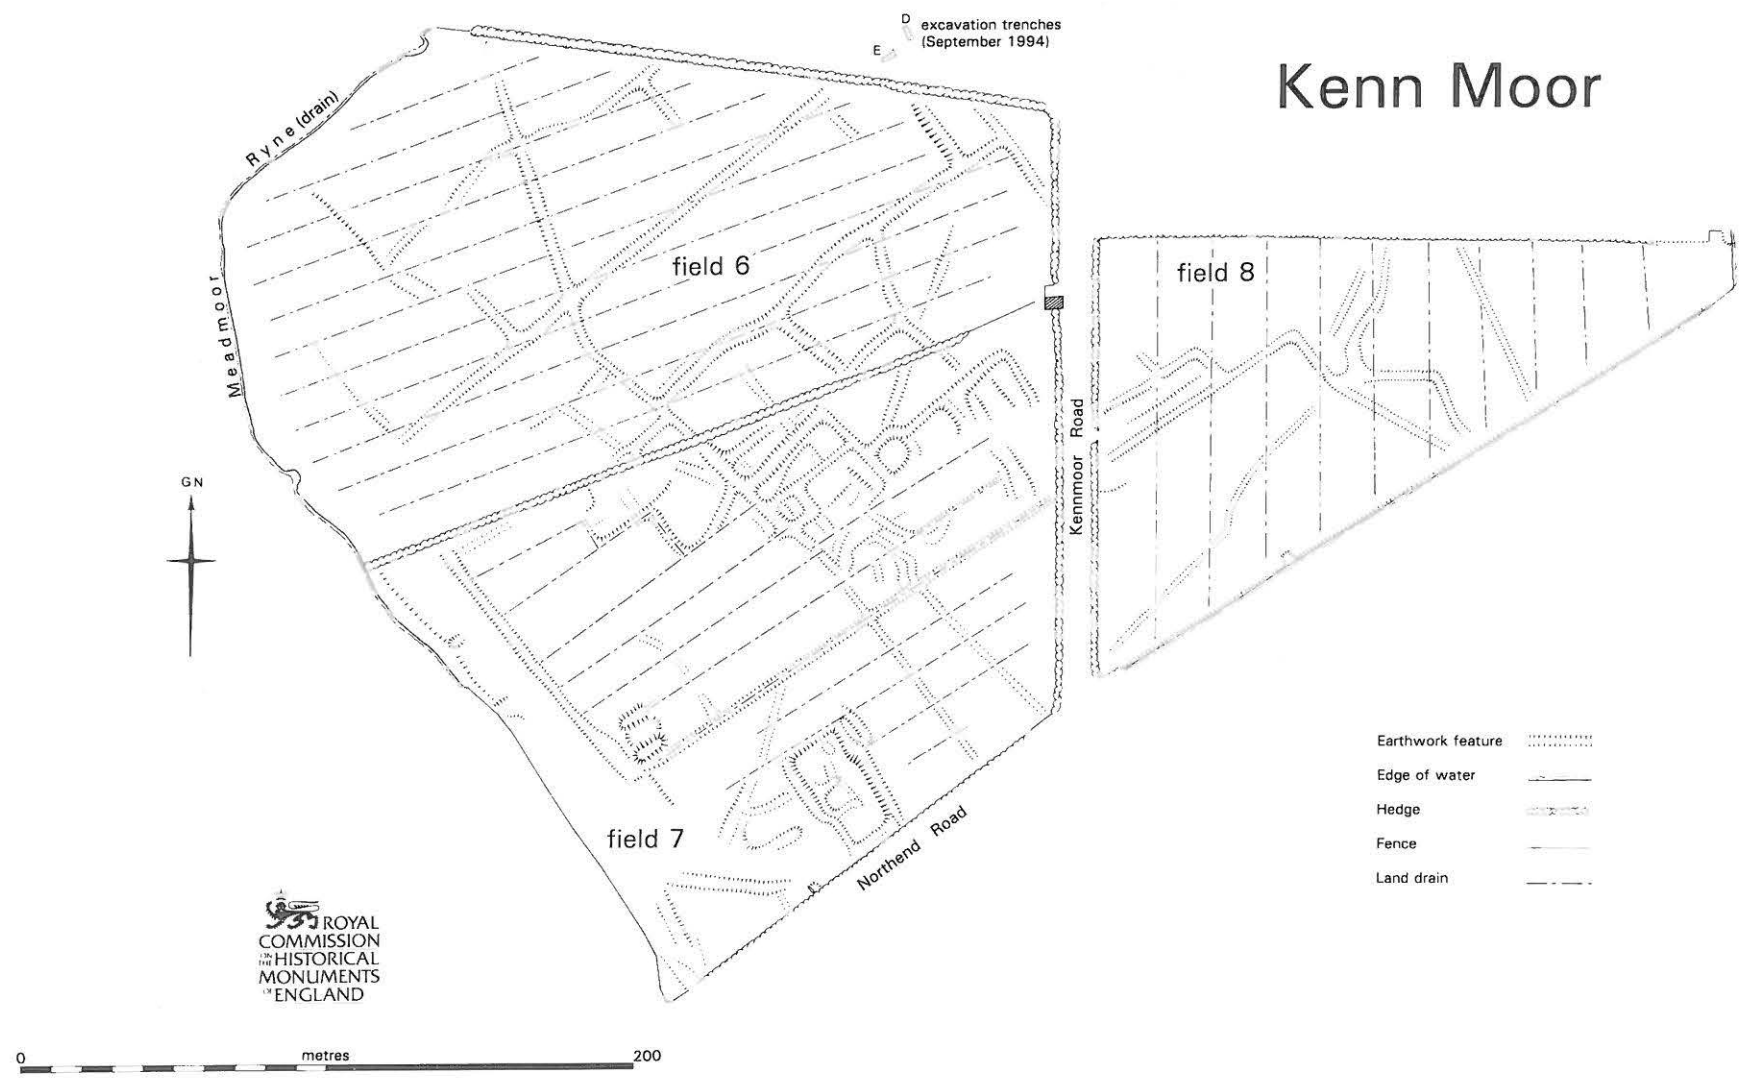 D
excavation trenches
(September 1994)
E
Kenn Moor
Ryne (drain)
Meadmoor
field 6
field 8
GN
Kennmoor Road
field 7
Northend Road
Earthwork feature
Edge of water
Hedge
Fence
Land drain
ROYAL
COMMISSION
ON THE HISTORICAL
MONUMENTS
OF ENGLAND
0
metres
200